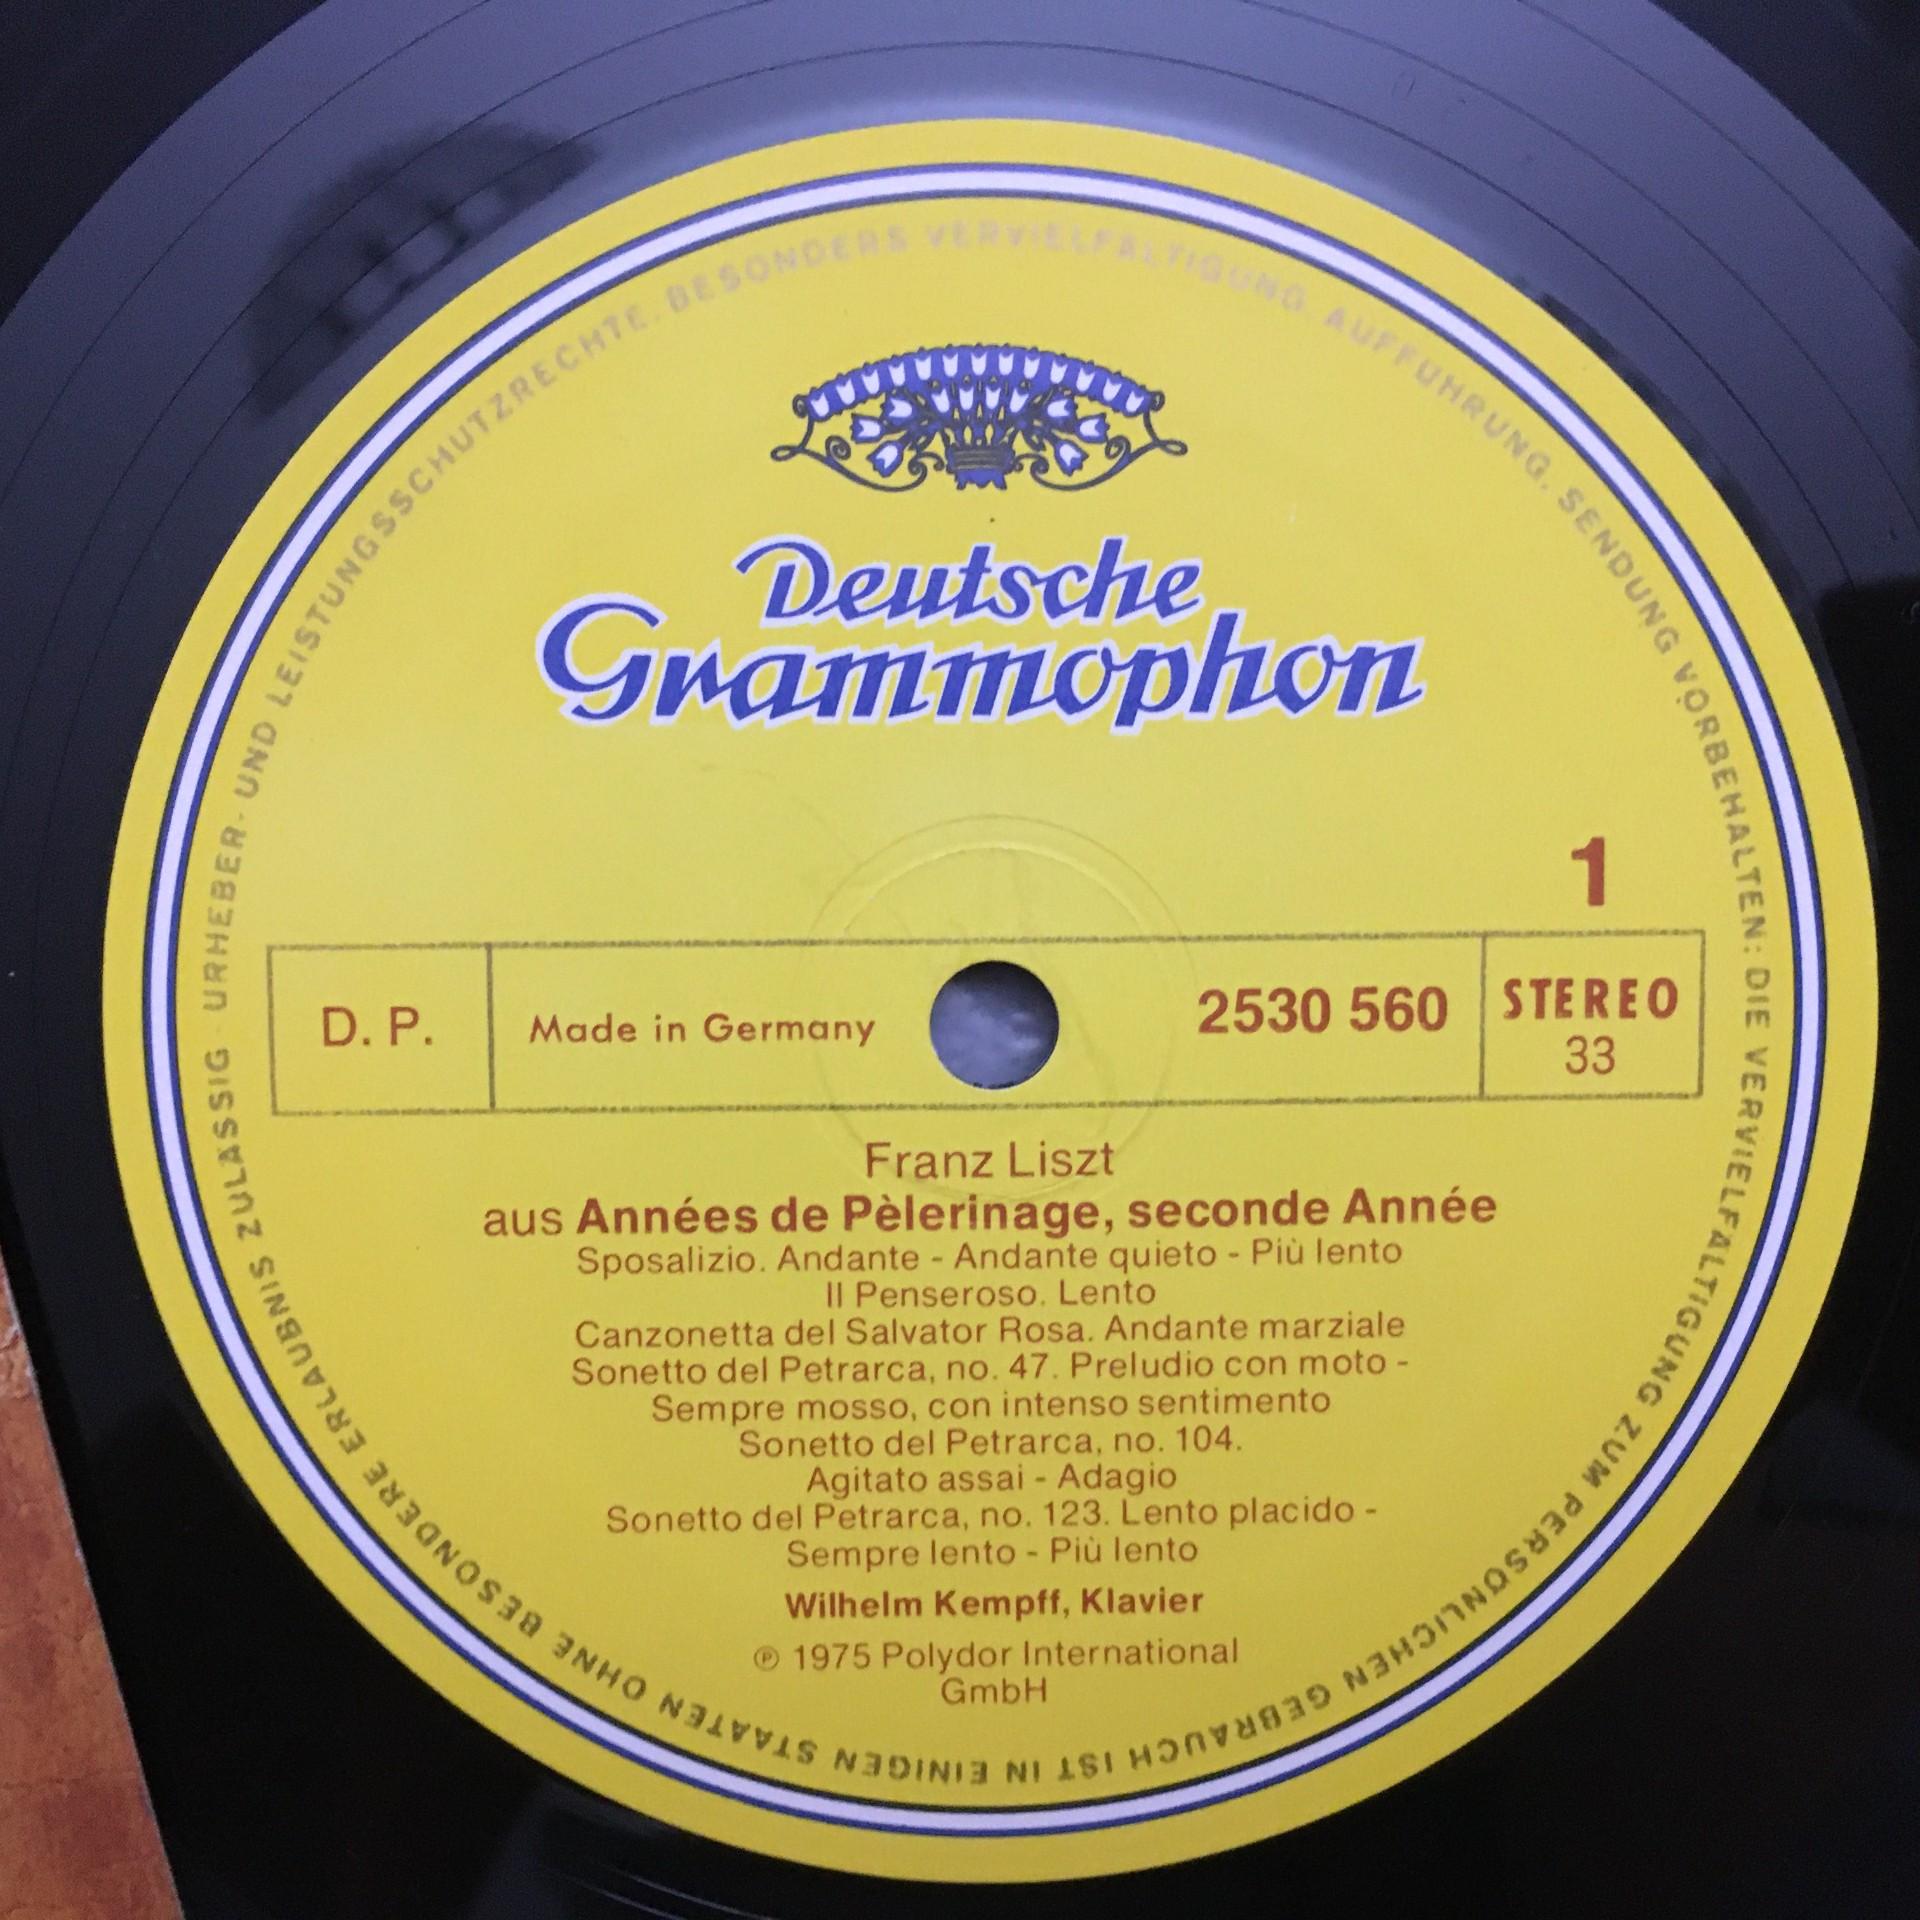 Deutsche
Grammophon
1
D. P.
Made in Germany
2530 560
STEREO
33
Franz Liszt
aus Années de Pèlerinage, seconde Année
Sposalizio. Andante - Andante quieto - Più lento
Il Penseroso. Lento
Canzonetta del Salvator Rosa. Andante marziale
Sonetto del Petrarca, no. 47. Preludio con moto -
Sempre mosso, con intenso sentimento
Sonetto del Petrarca, no. 104.
Agitato assai - Adagio
Sonetto del Petrarca, no. 123. Lento placido -
Sempre lento - Più lento
Wilhelm Kempff, Klavier
℗ 1975 Polydor International
GmbH
URHEBER- UND LEISTUNGSSCHUTZRECHTE, BESONDERS VERVIELFÄLTIGUNG, AUFFÜHRUNG, SENDUNG VORBEHALTEN: DIE VERVIELFÄLTIGUNG ZUM PERSÖNLICHEN GEBRAUCH IST IN EINIGEN STAATEN OHNE BESONDERE ERLAUBNIS ZULÄSSIG ·